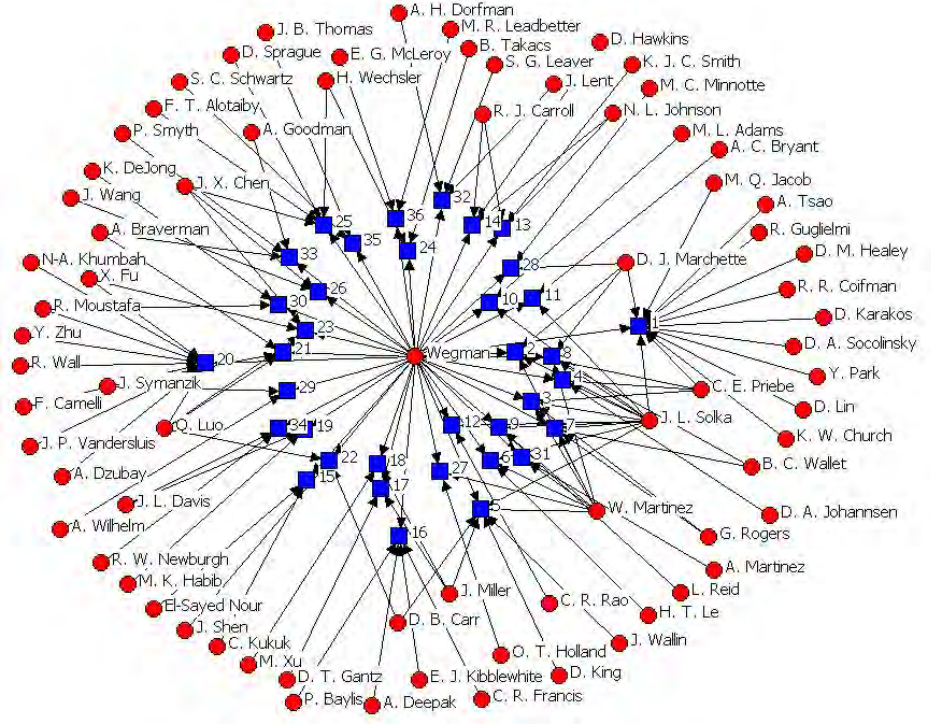 A. H. Dorfman
J. B. Thomas
M. R. Leadbetter
D. Hawkins
D. Sprague
E. G. McLeroy
B. Takacs
S. G. Leaver
K. J. C. Smith
S. C. Schwartz
H. Wechsler
J. Lent
M. C. Minnotte
F. T. Alotaiby
R. J. Carroll
N. L. Johnson
P. Smyth
A. Goodman
M. L. Adams
A. C. Bryant
K. DeJong
J. X. Chen
M. Q. Jacob
J. Wang
A. Tsao
32
36
25
14
13
A. Braverman
R. Guglielmi
35
24
33
D. M. Healey
N-A. Khumbah
28
D. J. Marchette
X. Fu
26
R. R. Coifman
30
10
11
R. Moustafa
D. Karakos
23
1
Y. Zhu
D. A. Socolinsky
21
Wegman
2
8
R. Wall
20
Y. Park
4
J. Symanzik
29
C. E. Priebe
F. Camelli
3
D. Lin
J. L. Solka
Q. Luo
34
19
12
9
7
K. W. Church
J. P. Vandersluis
22
18
6
31
B. C. Wallet
A. Dzubay
15
27
17
J. L. Davis
5
W. Martinez
D. A. Johannsen
A. Wilhelm
16
G. Rogers
R. W. Newburgh
A. Martinez
M. K. Habib
J. Miller
L. Reid
El-Sayed Nour
C. R. Rao
H. T. Le
J. Shen
D. B. Carr
J. Wallin
C. Kukuk
O. T. Holland
M. Xu
D. King
D. T. Gantz
E. J. Kibblewhite
P. Baylis
A. Deepak
C. R. Francis